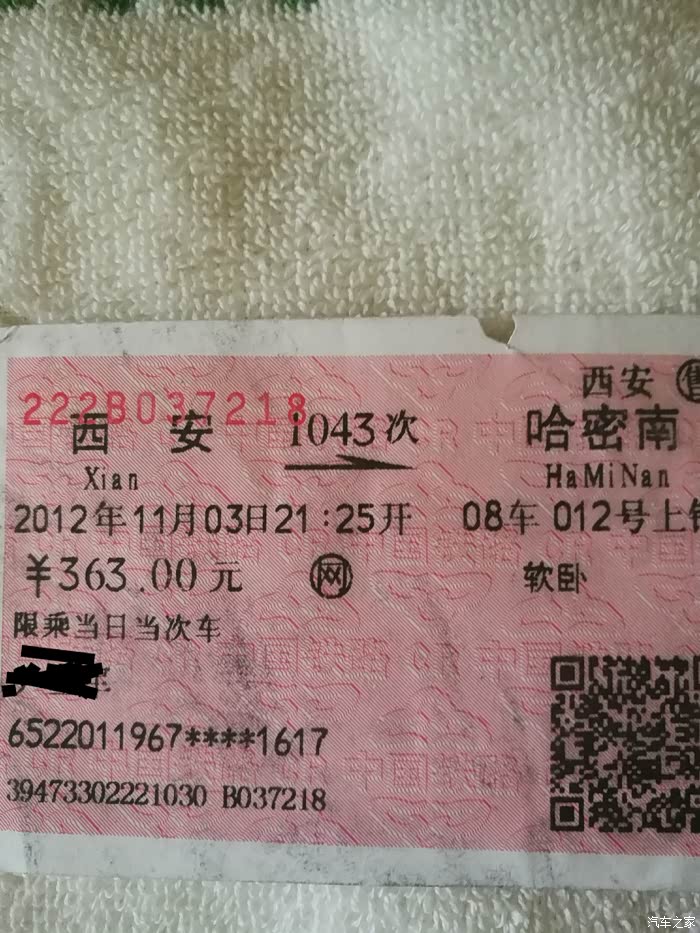 西安 售
222B037218
西安 1043次 哈密南
Xian HaMiNan
2012年11月03日21:25开 08车012号上铺
¥363.00元 网 软卧
限乘当日当次车
6522011967****1617
39473302221030 B037218
汽车之家